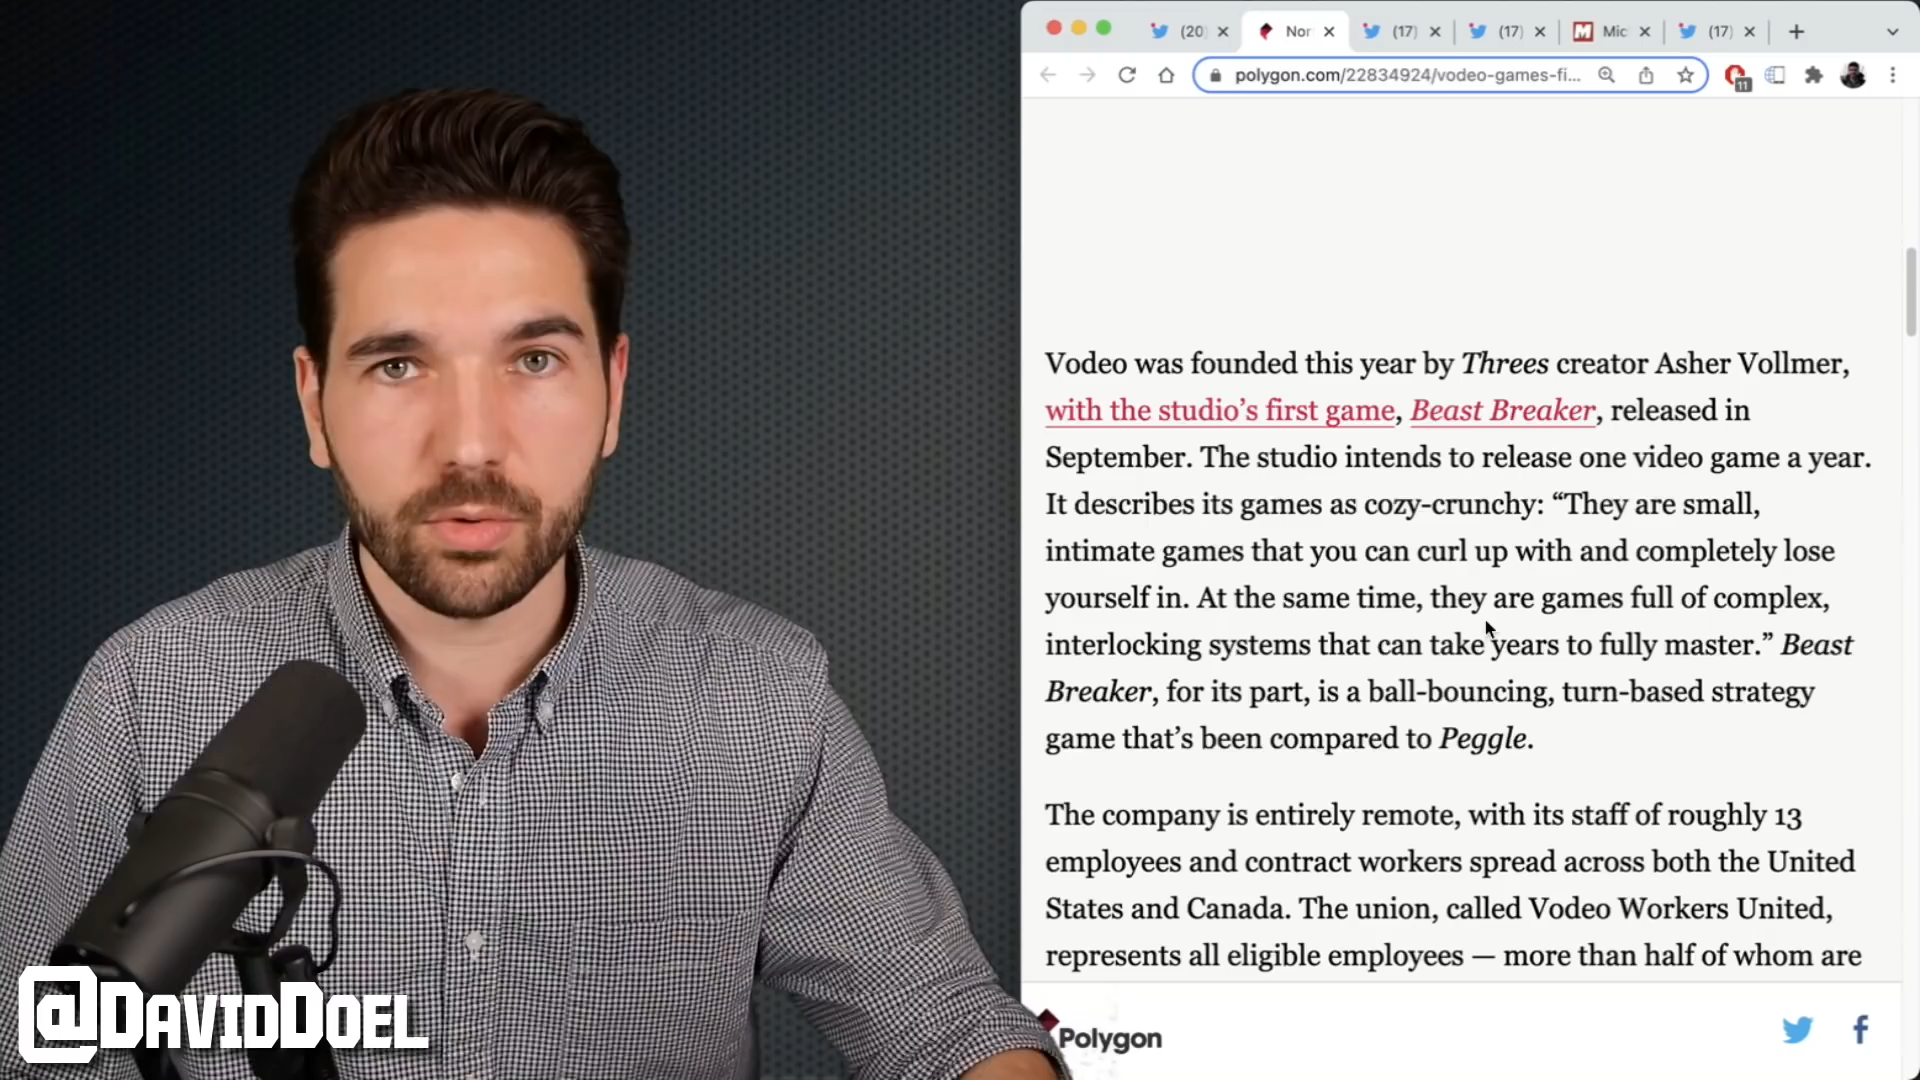 (20
Nor
(17)
(17)
Mic
(17)
polygon.com/22834924/vodeo-games-fi...
11
Vodeo was founded this year by Threes creator Asher Vollmer,
with the studio’s first game, Beast Breaker, released in
September. The studio intends to release one video game a year.
It describes its games as cozy-crunchy: “They are small,
intimate games that you can curl up with and completely lose
yourself in. At the same time, they are games full of complex,
interlocking systems that can take years to fully master.” Beast
Breaker, for its part, is a ball-bouncing, turn-based strategy
game that’s been compared to Peggle.
The company is entirely remote, with its staff of roughly 13
employees and contract workers spread across both the United
States and Canada. The union, called Vodeo Workers United,
represents all eligible employees — more than half of whom are
Polygon
@DAVIDDOEL